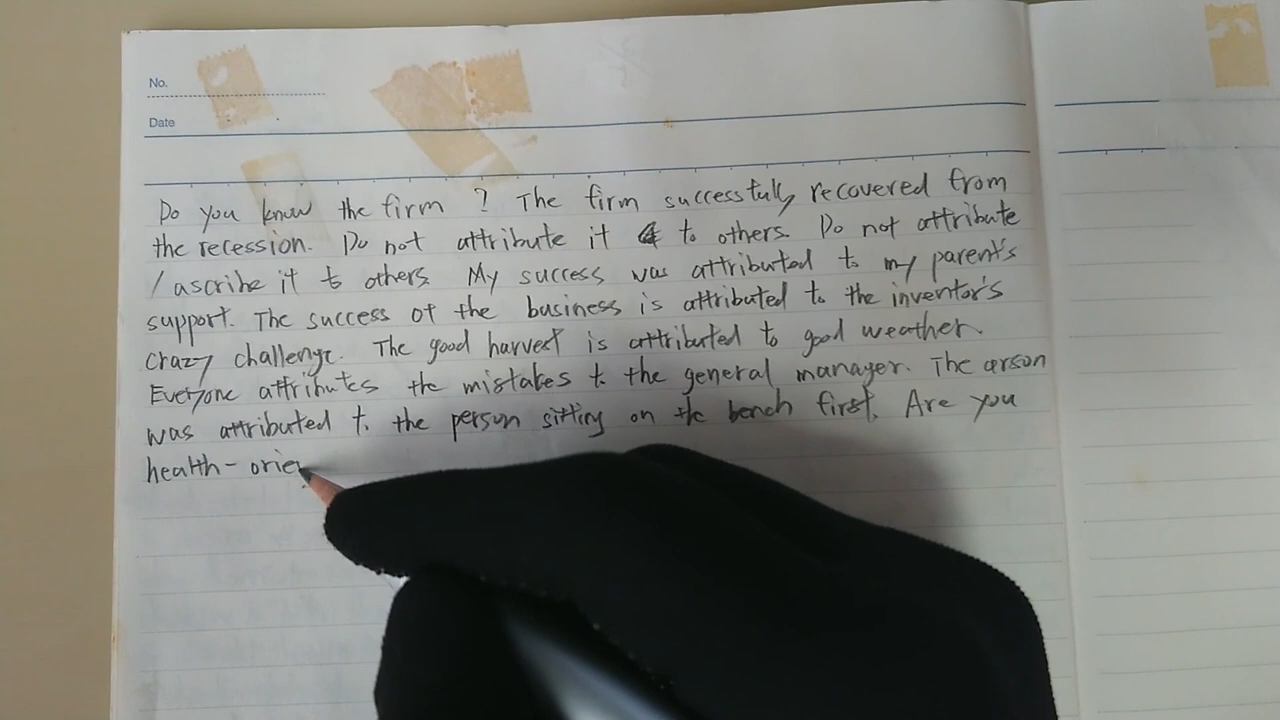 No.
Date
Do you know the firm ? The firm successfully recovered from
the recession. Do not attribute it to others. Do not attribute
/ ascribe it to others. My success was attributed to my parent's
support. The success of the business is attributed to the inventor's
crazy challenge. The good harvest is attributed to good weather.
Everyone attributes the mistakes to the general manager. The arson
was attributed to the person sitting on the bench first. Are you
health-orien